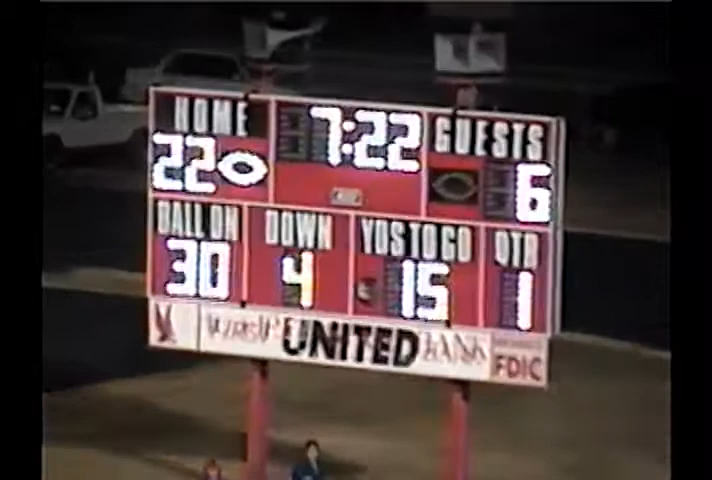 HOME 7:22 GUESTS
22 6
BALL ON DOWN YDS TO GO QTR
30 4 15 1
UNITED BANK
FDIC